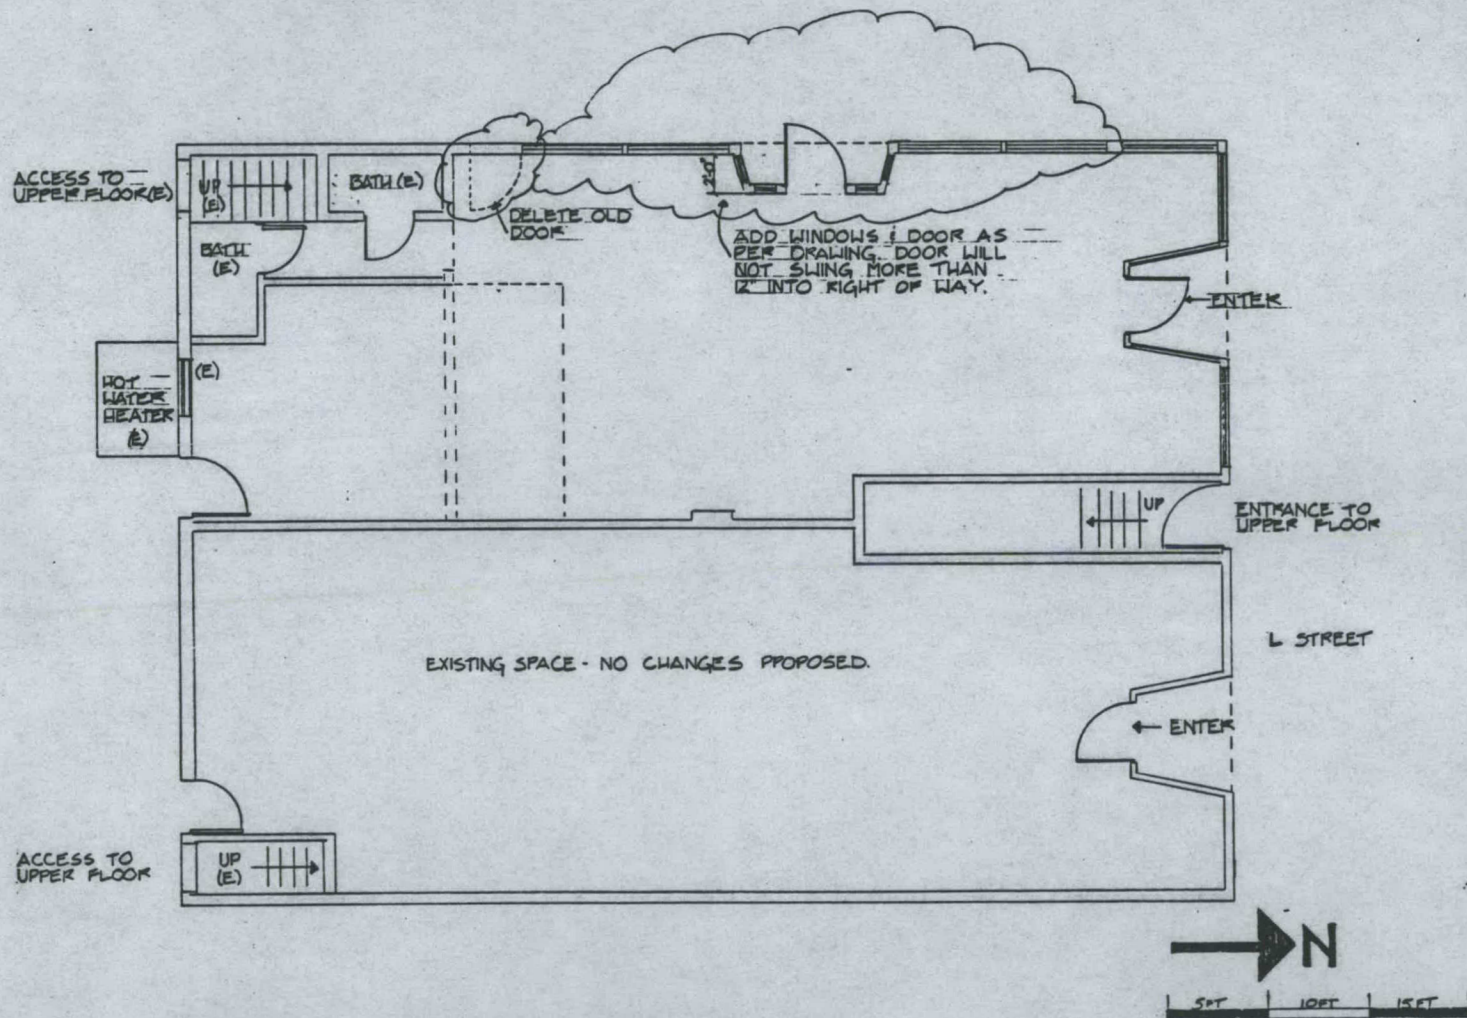 ACCESS TO
UPPER FLOOR(E)
UP
(E)
BATH (E)
BATH
(E)
DELETE OLD
DOOR
2'-0"
ADD WINDOWS & DOOR AS
PER DRAWING. DOOR WILL
NOT SWING MORE THAN
12" INTO RIGHT OF WAY.
ENTER
HOT
WATER
HEATER
(E)
(E)
UP
ENTRANCE TO
UPPER FLOOR
L STREET
EXISTING SPACE - NO CHANGES PROPOSED.
ENTER
ACCESS TO
UPPER FLOOR
UP
(E)
N
5FT 10FT 15FT